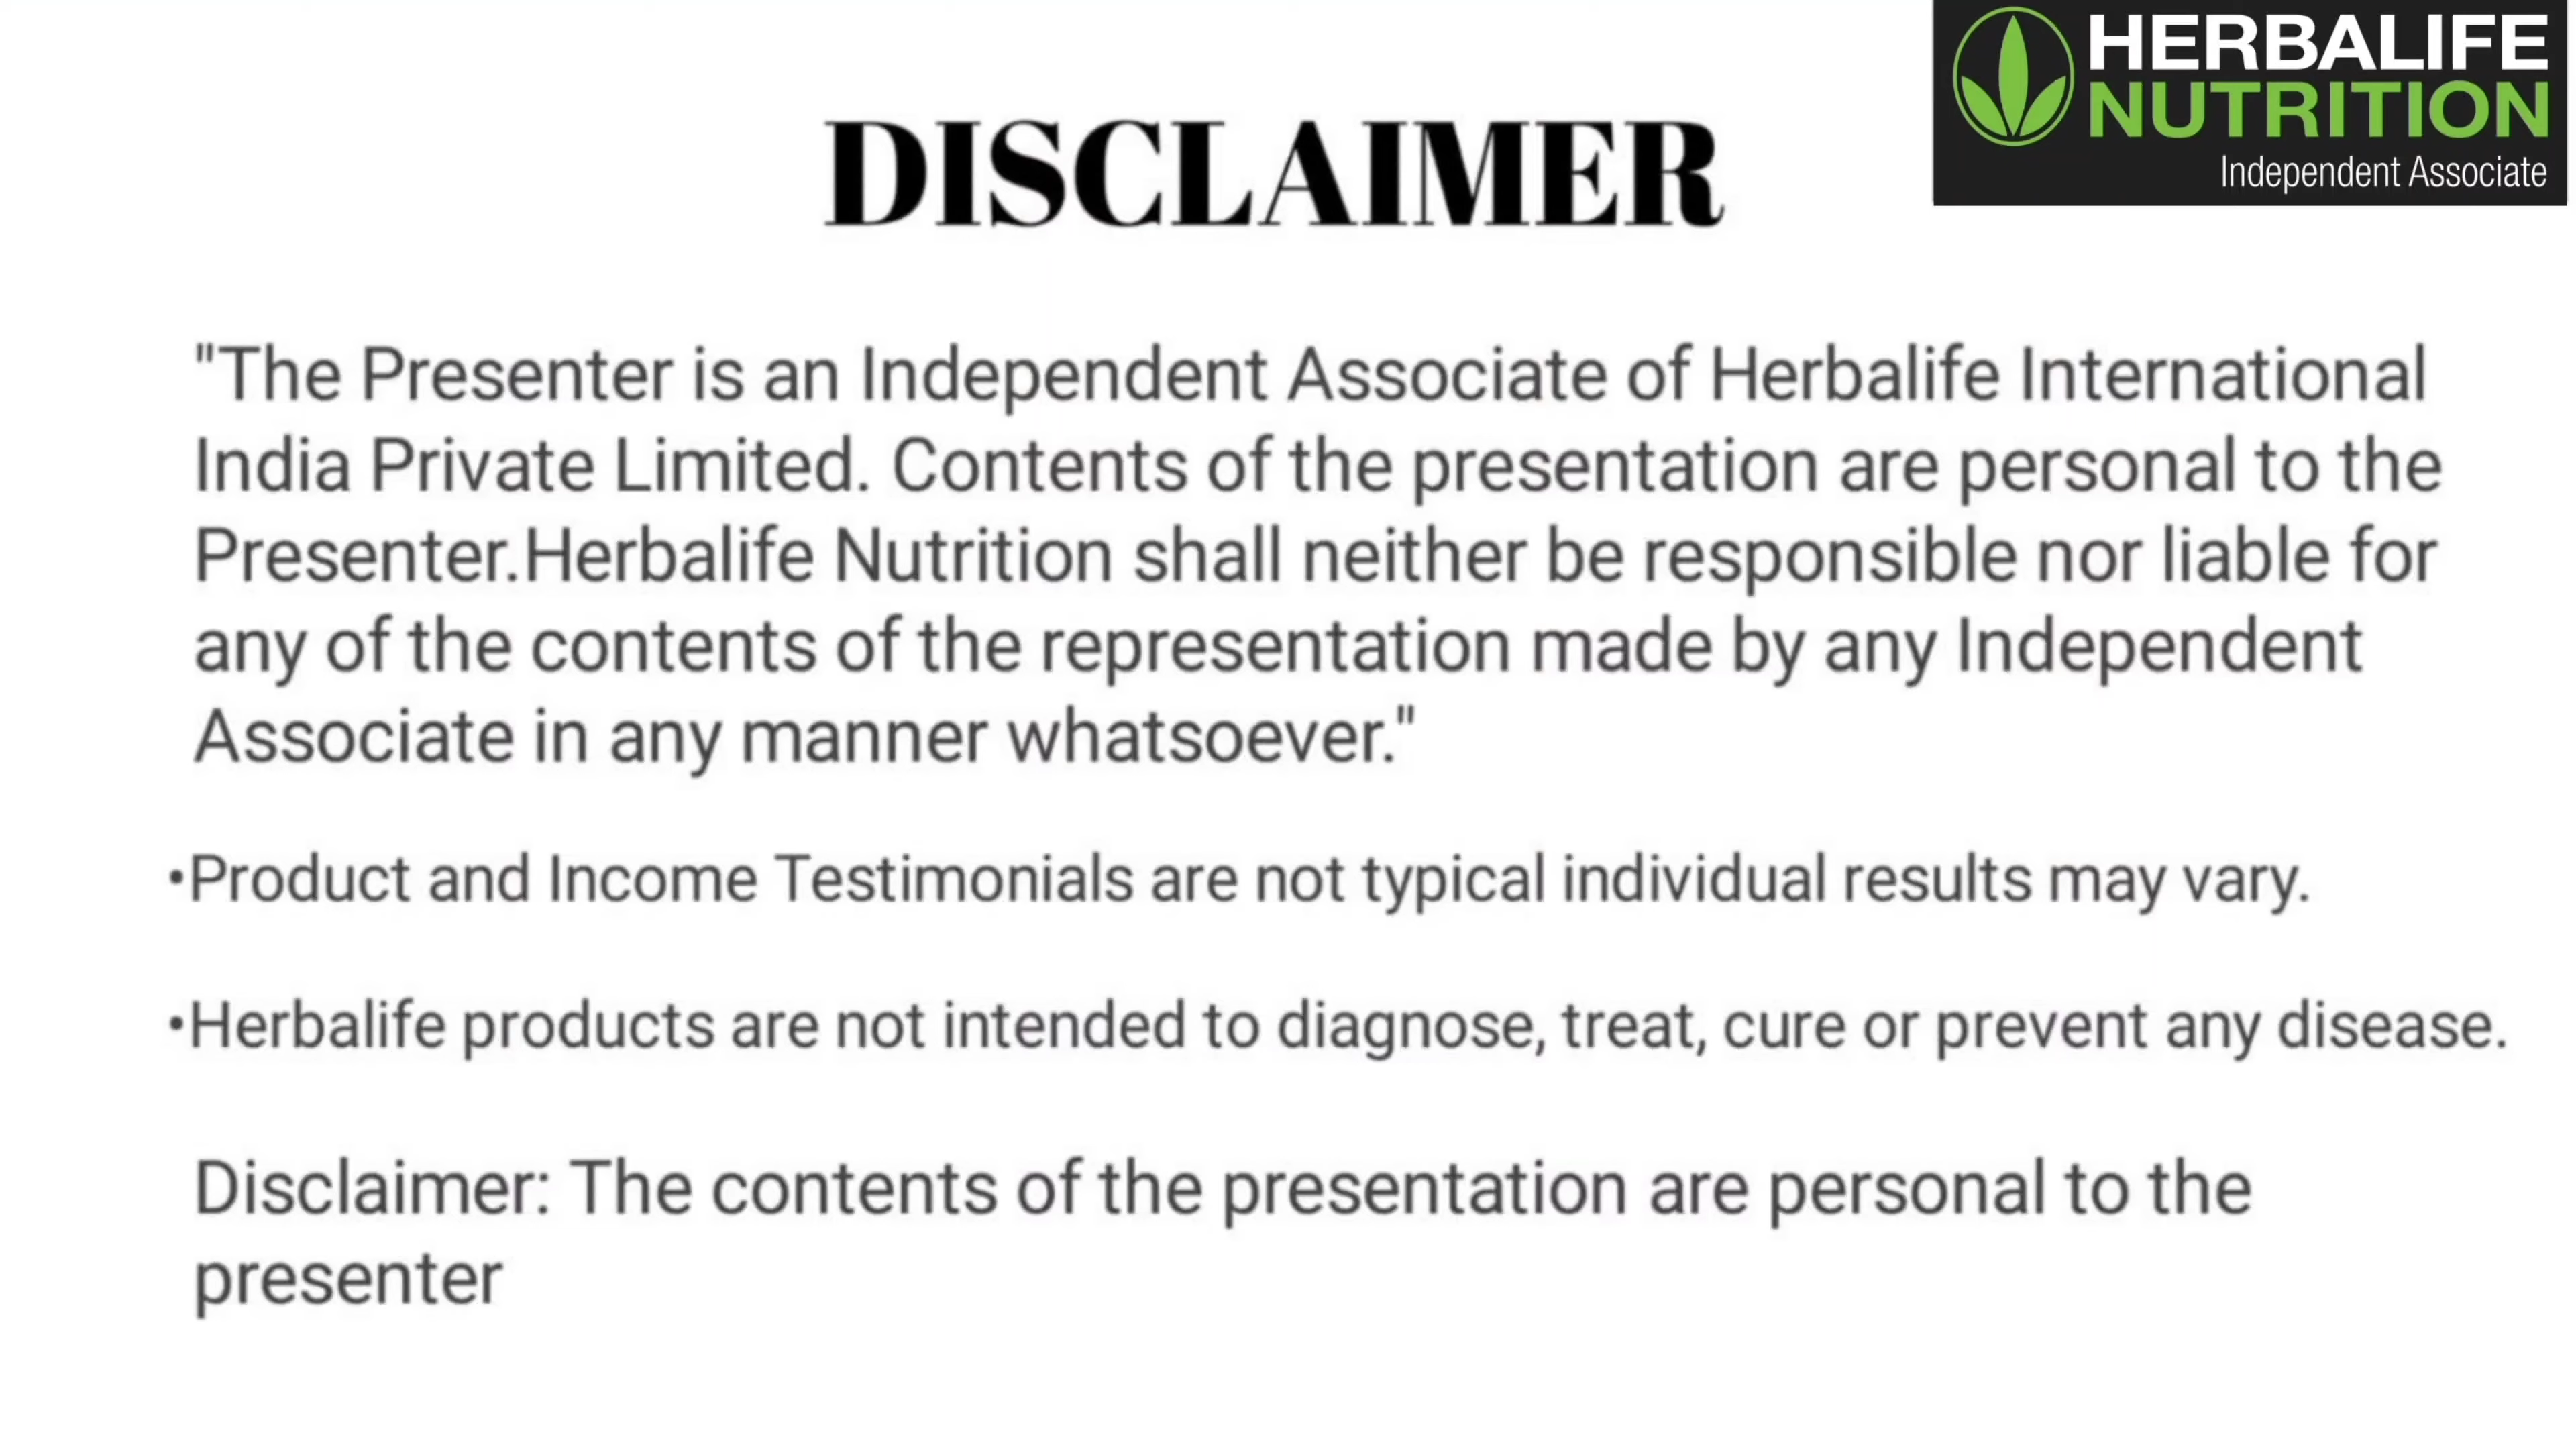 HERBALIFE
NUTRITION
Independent Associate
DISCLAIMER
"The Presenter is an Independent Associate of Herbalife International
India Private Limited. Contents of the presentation are personal to the
Presenter.Herbalife Nutrition shall neither be responsible nor liable for
any of the contents of the representation made by any Independent
Associate in any manner whatsoever."
•Product and Income Testimonials are not typical individual results may vary.
•Herbalife products are not intended to diagnose, treat, cure or prevent any disease.
Disclaimer: The contents of the presentation are personal to the
presenter